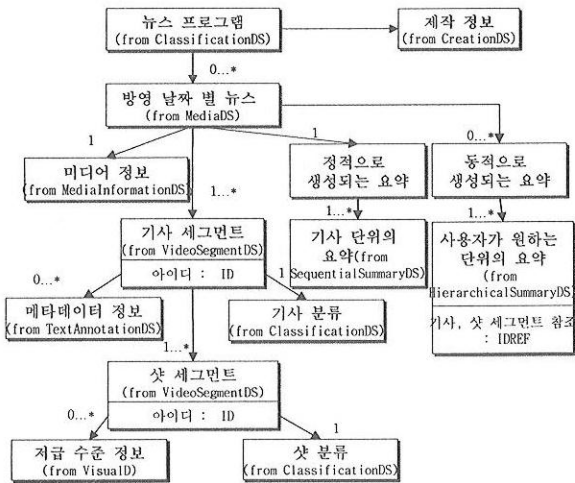 뉴스 프로그램
(from ClassificationDS)
제작 정보
(from CreationDS)
0...*
방영 날짜 별 뉴스
(from MediaDS)
1
1
0...*
미디어 정보
(from MediaInformationDS)
정적으로
생성되는 요약
동적으로
생성되는 요약
1...*
1...*
1...*
기사 세그먼트
(from VideoSegmentDS)
아이디 : ID
기사 단위의
요약(from
SequentialSummaryDS)
사용자가 원하는
단위의 요약
(from
HierarchicalSummaryDS)
기사, 샷 세그먼트 참조
: IDREF
0...*
1
메타데이터 정보
(from TextAnnotationDS)
기사 분류
(from ClassificationDS)
1...*
샷 세그먼트
(from VideoSegmentDS)
아이디 : ID
0...*
1
저급 수준 정보
(from VisualD)
샷 분류
(from ClassificationDS)